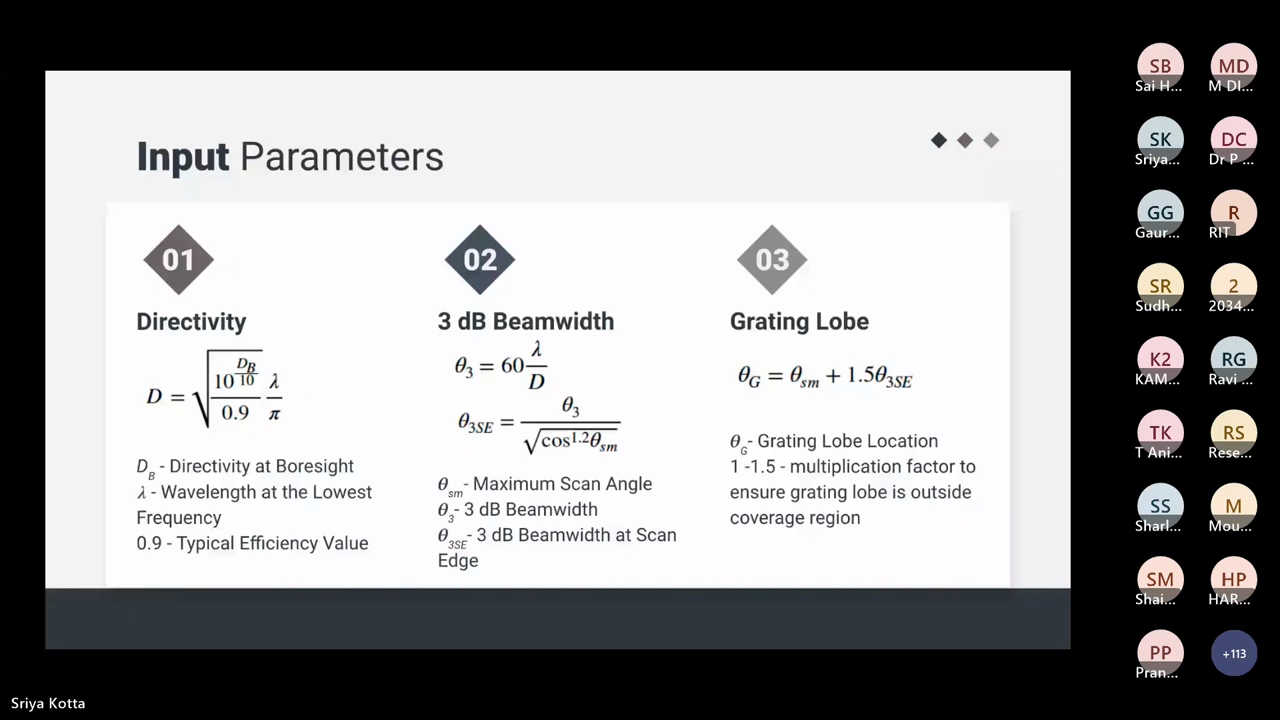 Input Parameters
01
Directivity
D = √(10^(D_B/10)/0.9) λ/π
D_B - Directivity at Boresight
λ - Wavelength at the Lowest
Frequency
0.9 - Typical Efficiency Value
02
3 dB Beamwidth
θ_3 = 60 λ/D
θ_3SE = θ_3/√(cos^1.2 θ_sm)
θ_sm - Maximum Scan Angle
θ_3 - 3 dB Beamwidth
θ_3SE - 3 dB Beamwidth at Scan
Edge
03
Grating Lobe
θ_G = θ_sm + 1.5θ_3SE
θ_G - Grating Lobe Location
1 -1.5 - multiplication factor to
ensure grating lobe is outside
coverage region
SB
Sai H...
MD
M DI...
SK
Sriya...
DC
Dr P ...
GG
Gaur...
R
RIT
SR
Sudh...
2
2034...
K2
KAM...
RG
Ravi ...
TK
T Ani...
RS
Rese...
SS
Sharl...
M
Mou...
SM
Shai...
HP
HAR...
PP
Pran...
+113
Sriya Kotta